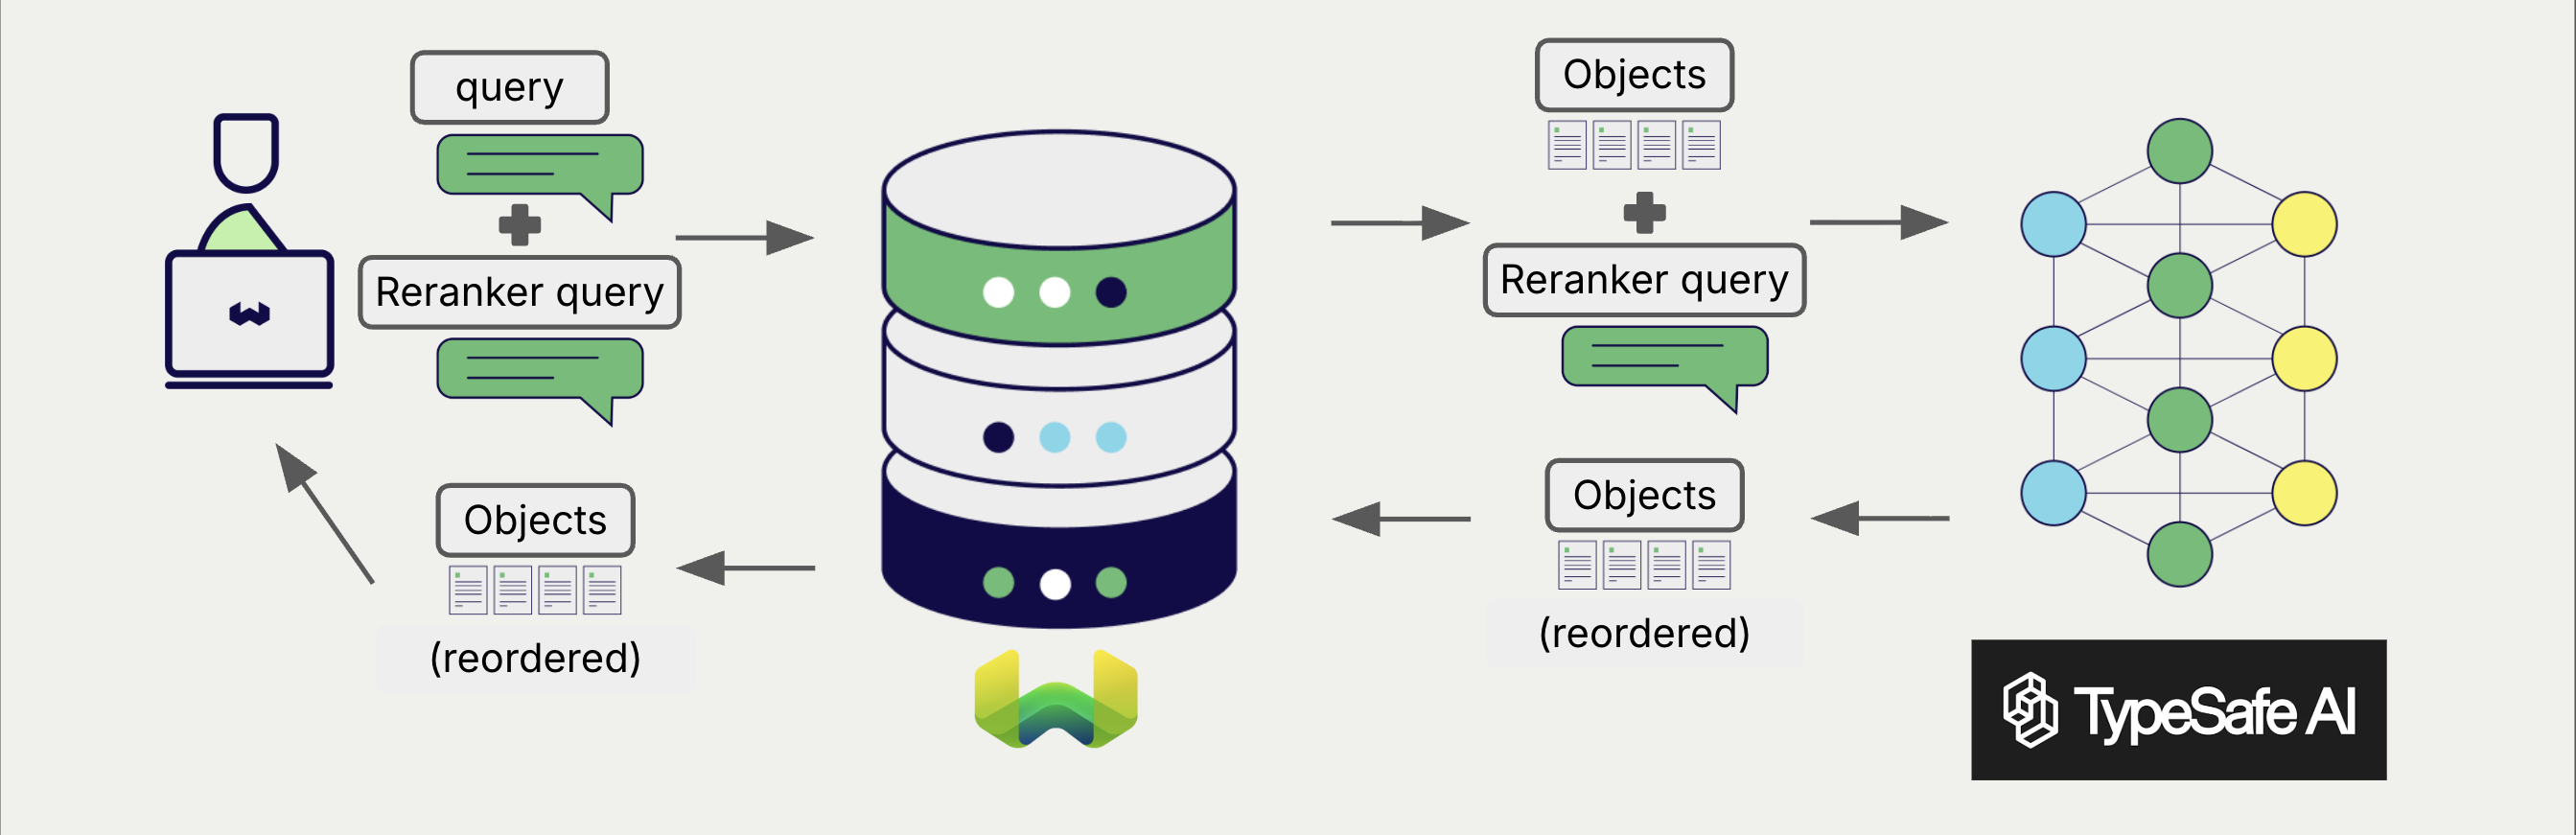 query
Reranker query
Objects
(reordered)
Objects
Reranker query
Objects
(reordered)
TypeSafe AI